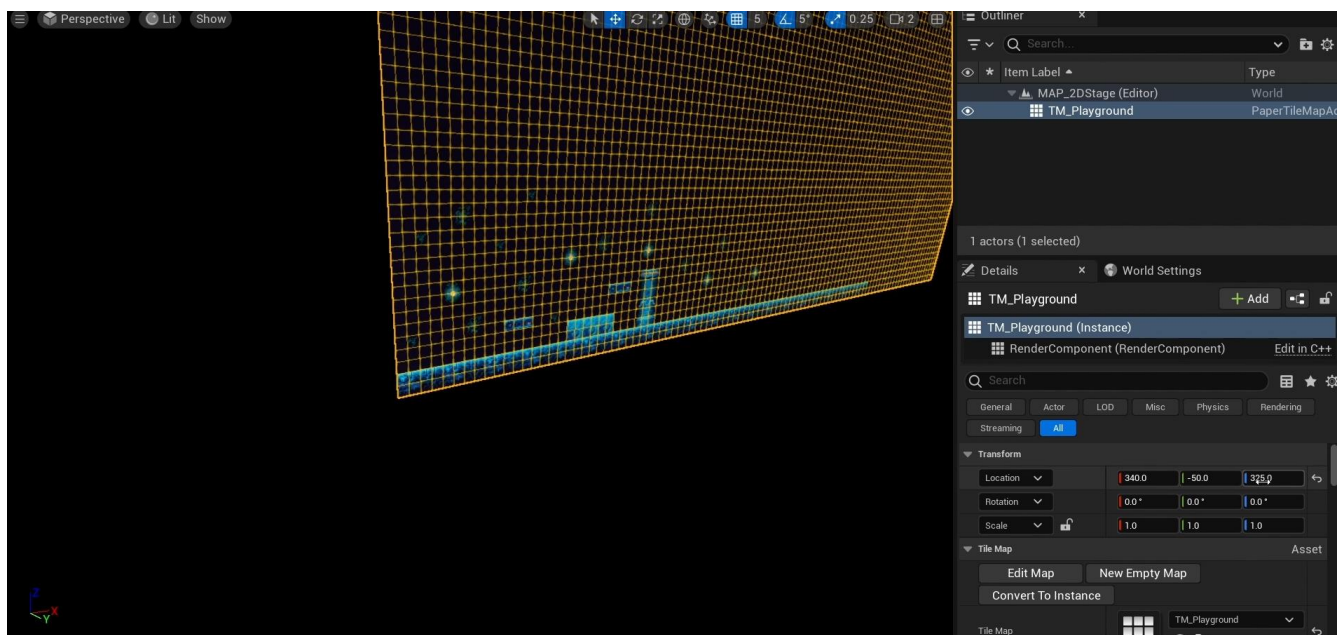 Perspective Lit Show 5 5° 0.25 2
Outliner
Search...
Item Label Type
MAP_2DStage (Editor) World
TM_Playground PaperTileMapAc
1 actors (1 selected)
Details World Settings
TM_Playground Add
TM_Playground (Instance)
RenderComponent (RenderComponent) Edit in C++
Search
General Actor LOD Misc Physics Rendering
Streaming All
Transform
Location 340.0 -50.0 325.0
Rotation 0.0° 0.0° 0.0°
Scale 1.0 1.0 1.0
Tile Map Asset
Edit Map New Empty Map
Convert To Instance
Tile Map TM_Playground
Z
X
Y